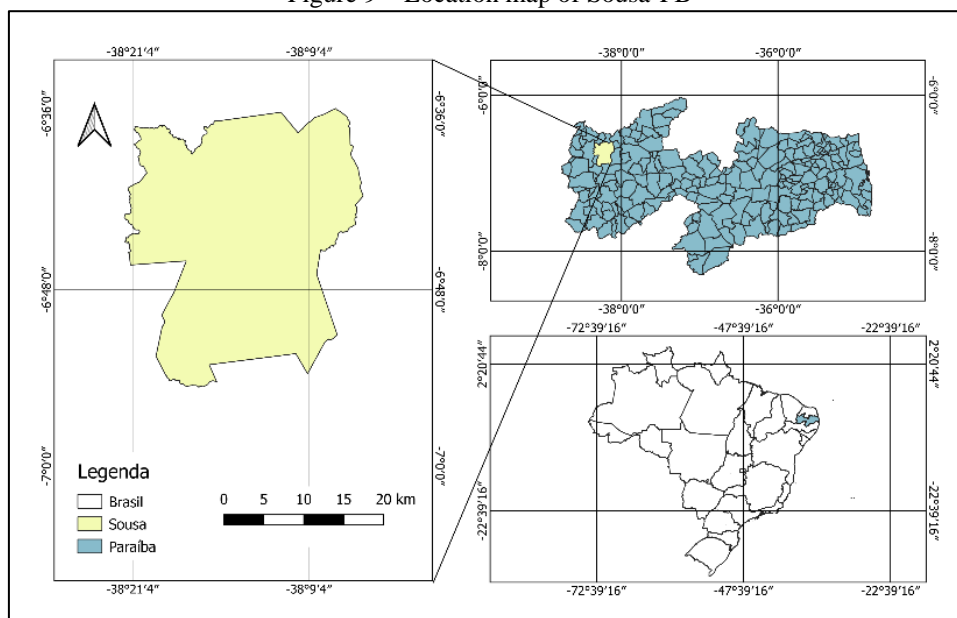 Figure 9 – Location map of Sousa-PB
-38°21'4" -38°9'4"
-6°36'0" -6°36'0"
-6°48'0" -6°48'0"
-7°0'0" -7°0'0"
Legenda
Brasil
Sousa
Paraíba
0 5 10 15 20 km
-38°21'4" -38°9'4"
-38°0'0" -36°0'0"
-6°0'0" -6°0'0"
-8°0'0" -8°0'0"
-38°0'0" -36°0'0"
-72°39'16" -47°39'16" -22°39'16"
2°20'44" 2°20'44"
-22°39'16" -22°39'16"
-72°39'16" -47°39'16" -22°39'16"